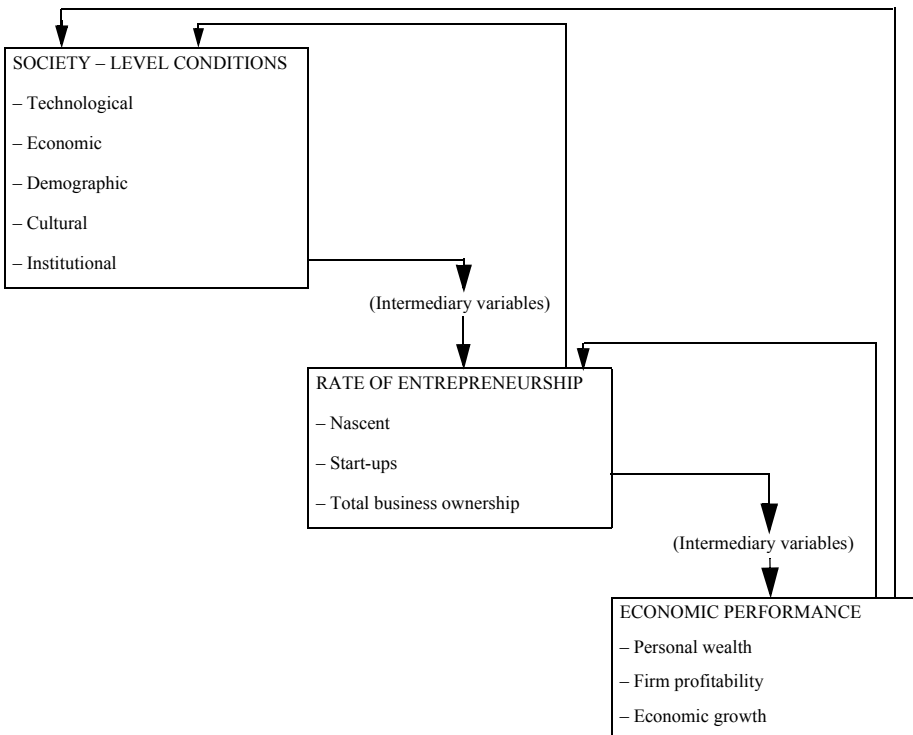 SOCIETY – LEVEL CONDITIONS
– Technological
– Economic
– Demographic
– Cultural
– Institutional
(Intermediary variables)
RATE OF ENTREPRENEURSHIP
– Nascent
– Start-ups
– Total business ownership
(Intermediary variables)
ECONOMIC PERFORMANCE
– Personal wealth
– Firm profitability
– Economic growth